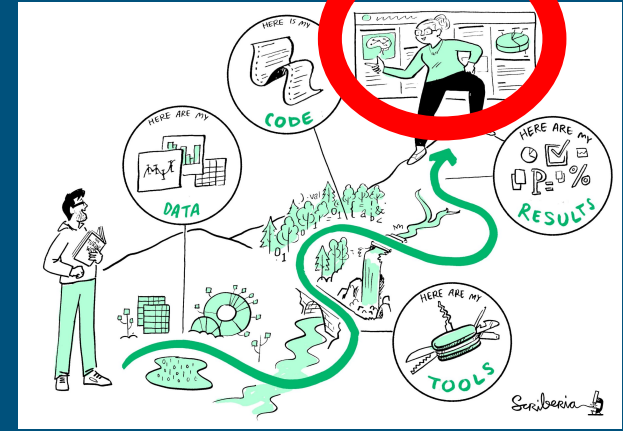 HERE IS MY
CODE
HERE ARE MY
DATA
HERE ARE MY
P=
%
RESULTS
HERE ARE MY
TOOLS
Scriberia